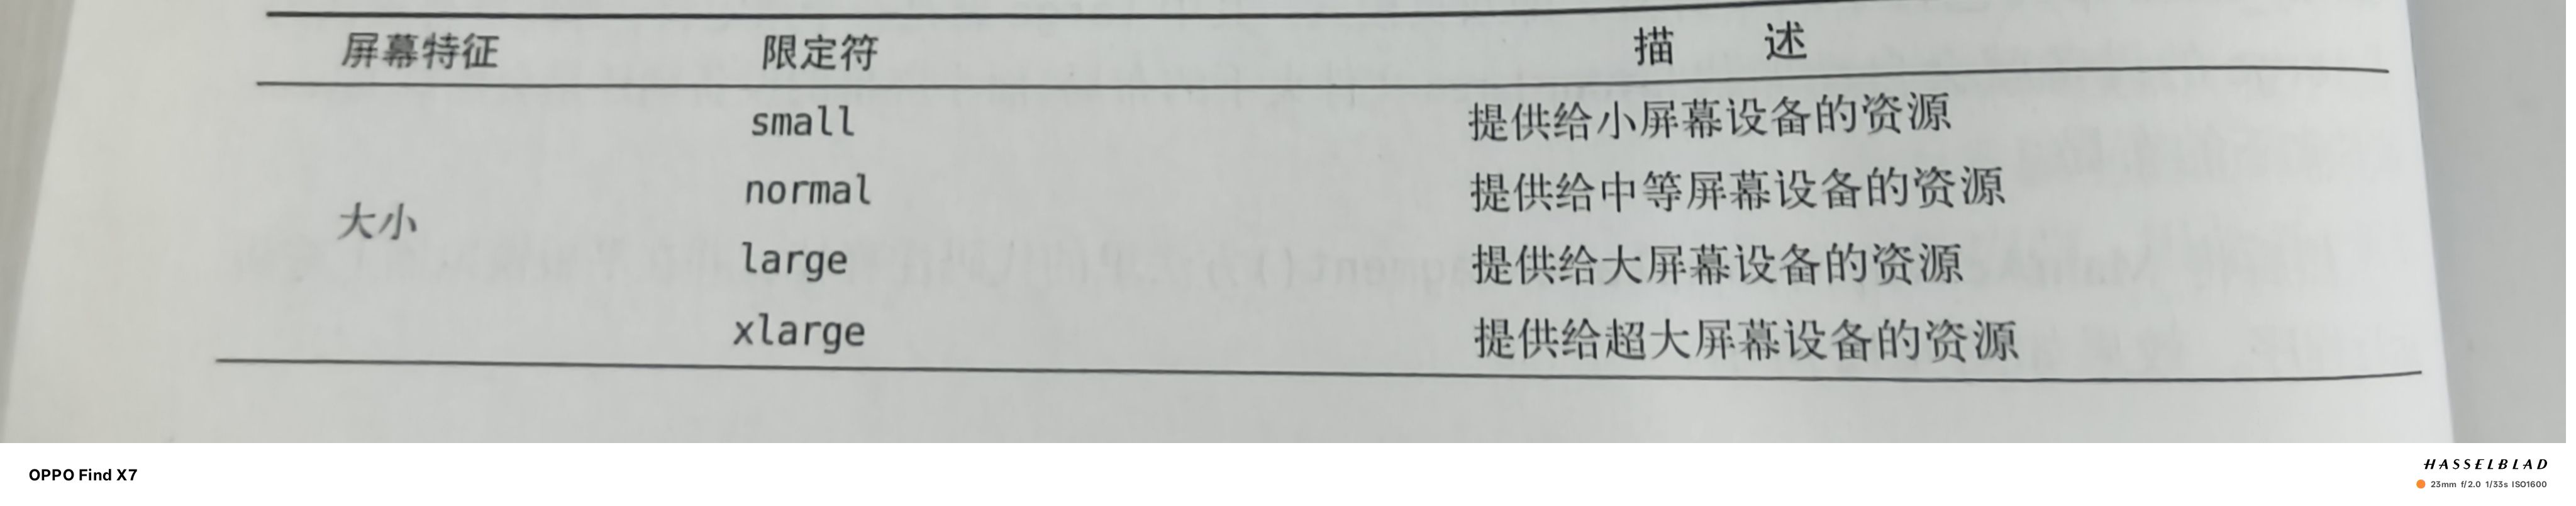 屏幕特征 限定符 描 述
small 提供给小屏幕设备的资源
normal 提供给中等屏幕设备的资源
大小
large 提供给大屏幕设备的资源
xlarge 提供给超大屏幕设备的资源
OPPO Find X7
HASSELBLAD
23mm f/2.0 1/33s ISO1600